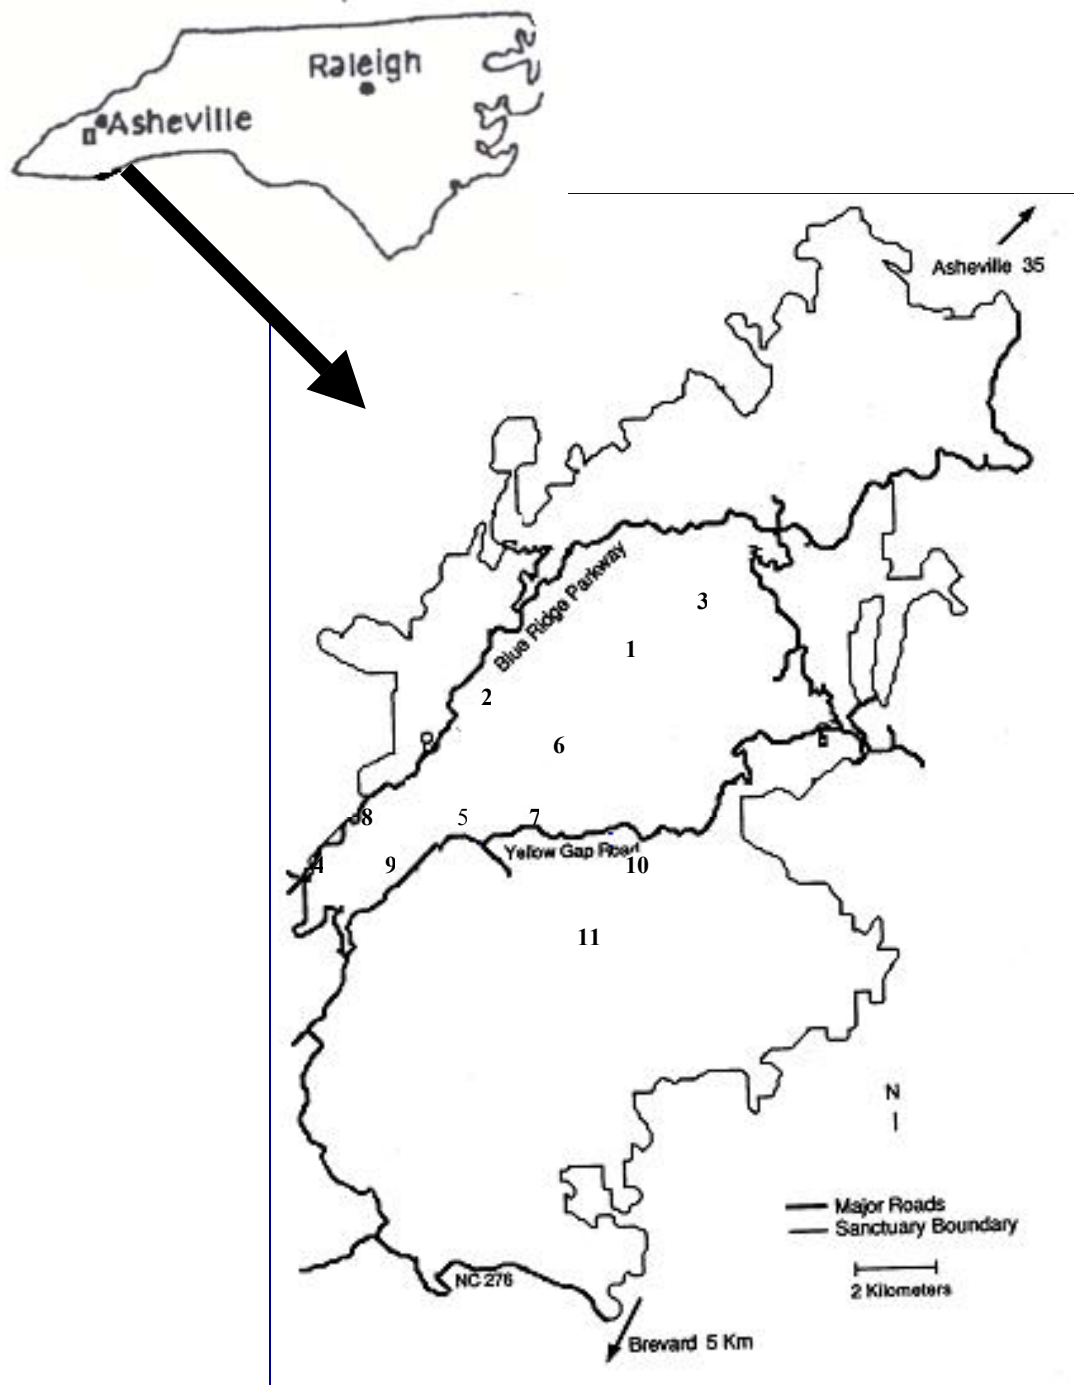 Raleigh
Asheville
Asheville 35
Blue Ridge Parkway
3
1
2
6
8
5
7
Yellow Gap Road
4
9
10
11
N
Major Roads
Sanctuary Boundary
2 Kilometers
NC 276
Brevard 5 Km